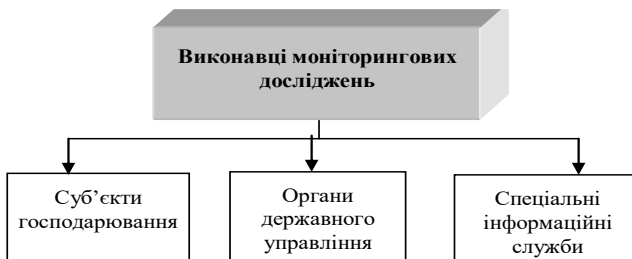 Виконавці моніторингових
досліджень
Суб’єкти
господарювання
Органи
державного
управління
Спеціальні
інформаційні
служби